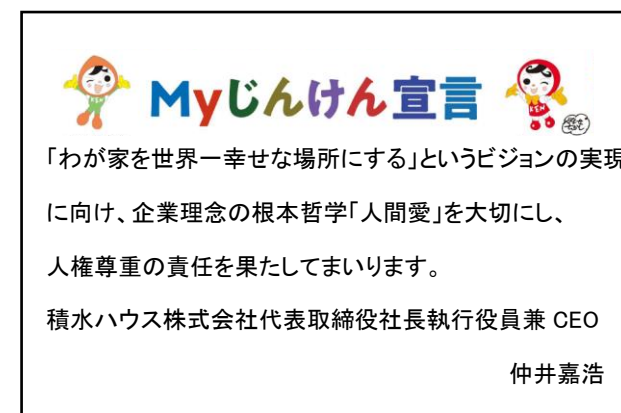 Myじんけん宣言
「わが家を世界一幸せな場所にする」というビジョンの実現
に向け、企業理念の根本哲学「人間愛」を大切にし、
人権尊重の責任を果たしてまいります。
積水ハウス株式会社代表取締役社長執行役員兼 CEO
仲井嘉浩